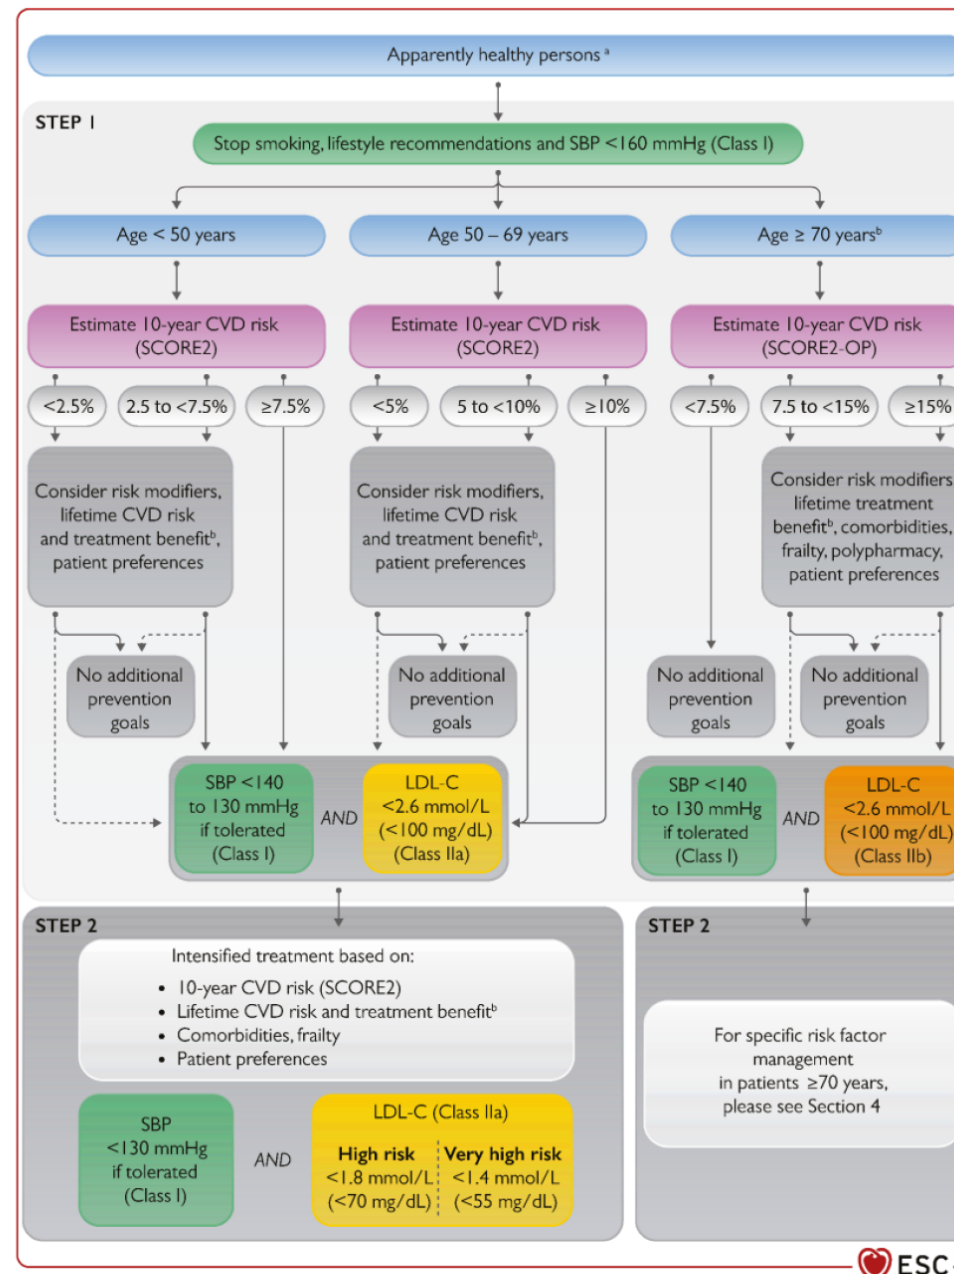 Apparently healthy persons a
STEP 1
Stop smoking, lifestyle recommendations and SBP <160 mmHg (Class I)
Age < 50 years
Age 50 – 69 years
Age ≥ 70 years b
Estimate 10-year CVD risk
(SCORE2)
Estimate 10-year CVD risk
(SCORE2)
Estimate 10-year CVD risk
(SCORE2-OP)
<2.5%
2.5 to <7.5%
≥7.5%
<5%
5 to <10%
≥10%
<7.5%
7.5 to <15%
≥15%
Consider risk modifiers,
lifetime CVD risk
and treatment benefit b,
patient preferences
Consider risk modifiers,
lifetime CVD risk
and treatment benefit b,
patient preferences
Consider risk modifiers
lifetime treatment
benefit b, comorbidities,
frailty, polypharmacy,
patient preferences
No additional
prevention
goals
No additional
prevention
goals
No additional
prevention
goals
No additional
prevention
goals
SBP <140
to 130 mmHg
if tolerated
(Class I)
AND
LDL-C
<2.6 mmol/L
(<100 mg/dL)
(Class IIa)
SBP <140
to 130 mmHg
if tolerated
(Class I)
AND
LDL-C
<2.6 mmol/L
(<100 mg/dL)
(Class IIb)
STEP 2
Intensified treatment based on:
• 10-year CVD risk (SCORE2)
• Lifetime CVD risk and treatment benefit b
• Comorbidities, frailty
• Patient preferences
SBP
<130 mmHg
if tolerated
(Class I)
AND
LDL-C (Class IIa)
High risk
<1.8 mmol/L
(<70 mg/dL)
Very high risk
<1.4 mmol/L
(<55 mg/dL)
STEP 2
For specific risk factor
management
in patients ≥70 years,
please see Section 4
ESC